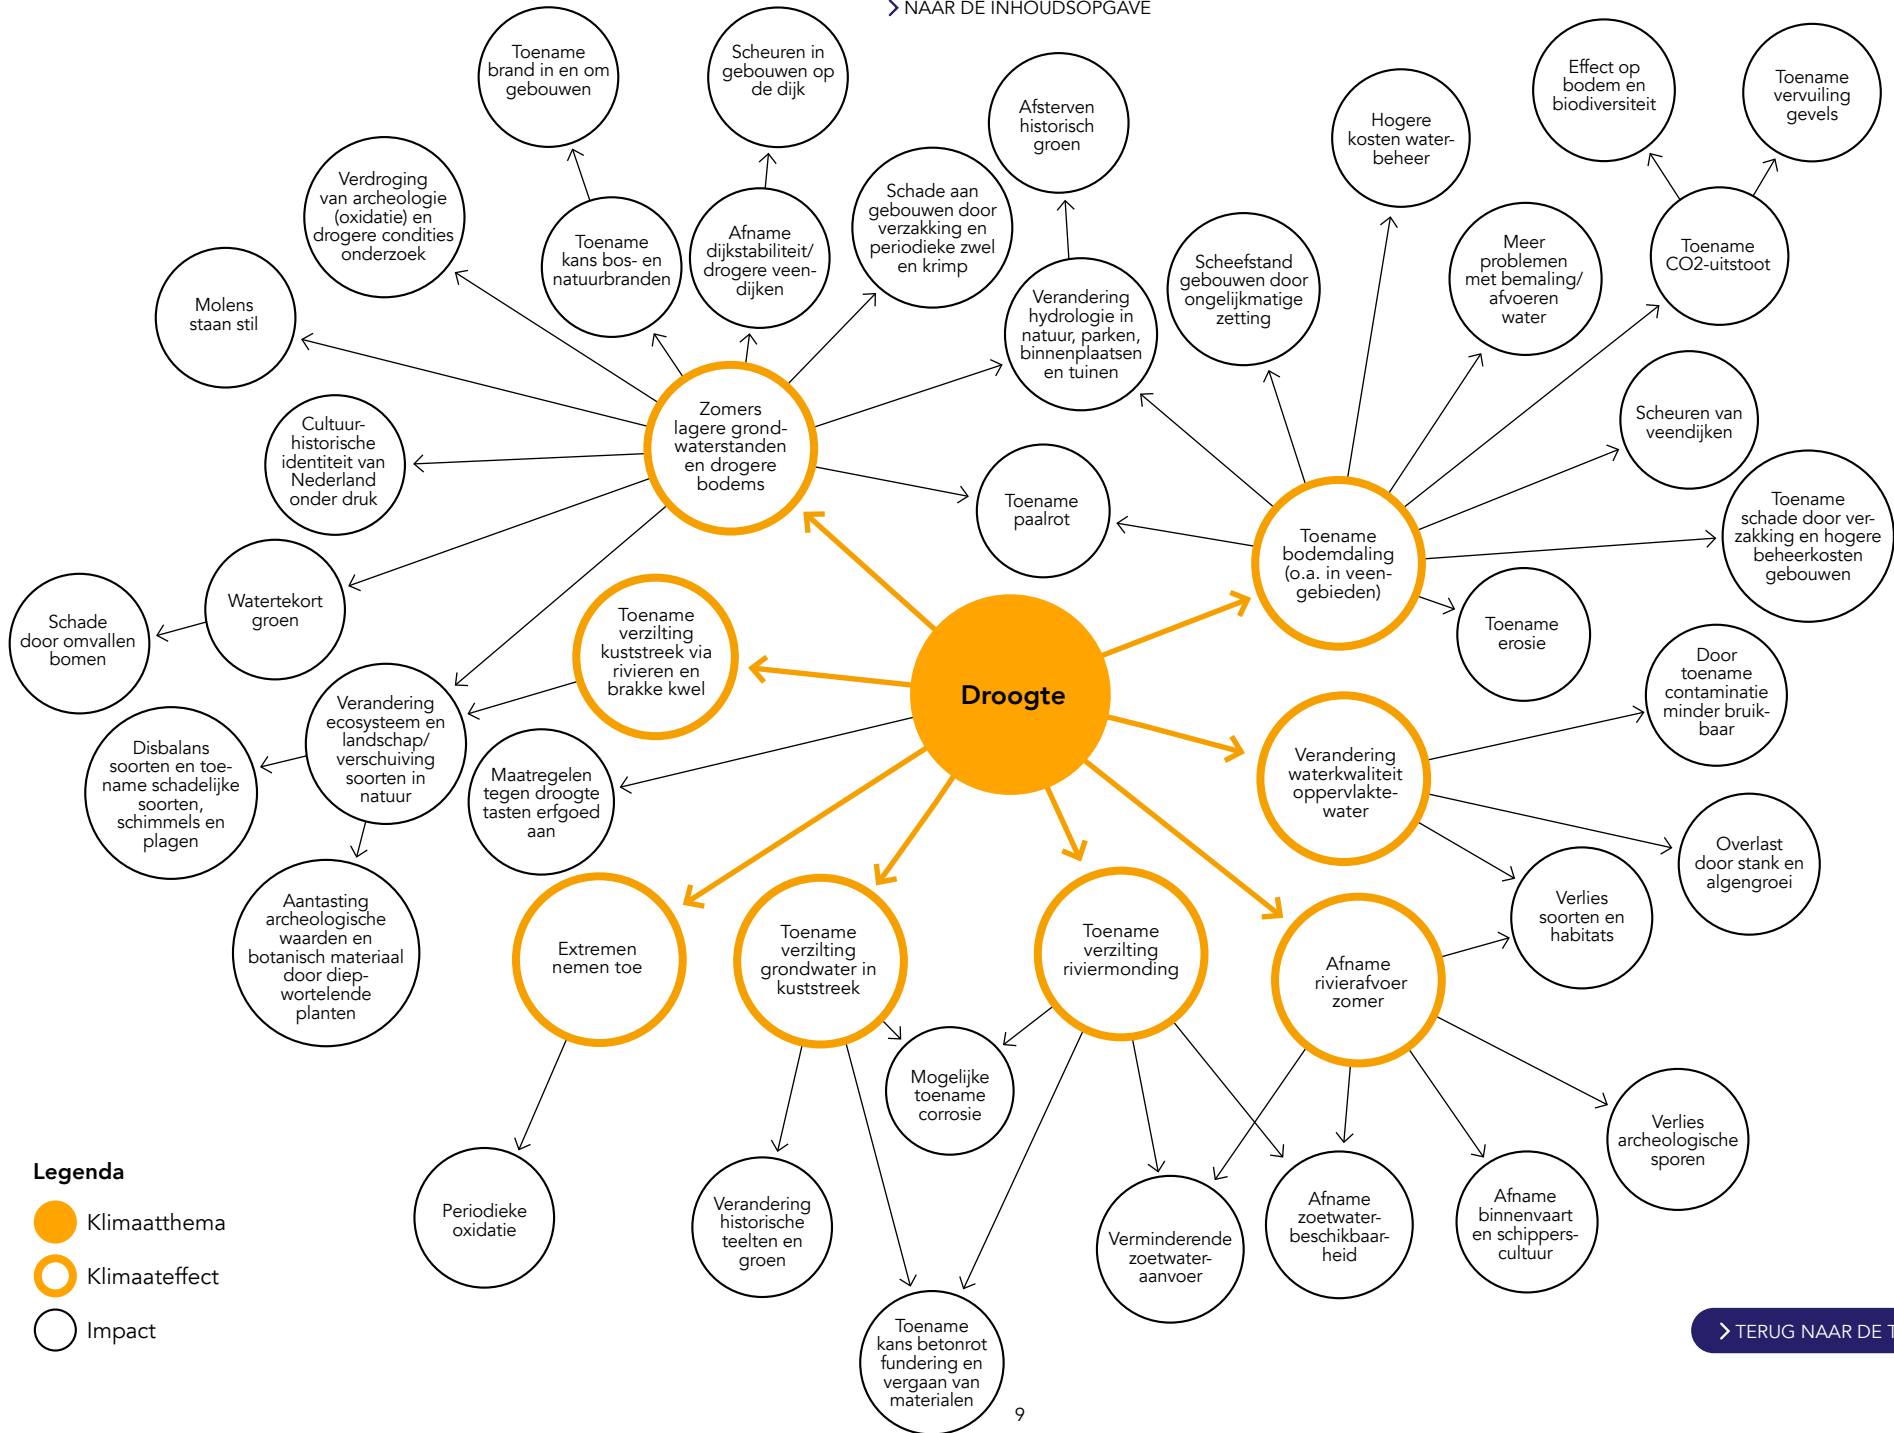 NAAR DE INHOUDSOPGAVE
Toename
brand in en om
gebouwen
Scheuren in
gebouwen op
de dijk
Afsterven
historisch
groen
Hogere
kosten water-
beheer
Effect op
bodem en
biodiversiteit
Toename
vervuiling
gevels
Verdroging
van archeologie
(oxidatie) en
drogere condities
onderzoek
Toename
kans bos- en
natuurbranden
Afname
dijkstabiliteit/
drogere veen-
dijken
Schade aan
gebouwen door
verzakking en
periodieke zwel
en krimp
Verandering
hydrologie in
natuur, parken,
binnenplaatsen
en tuinen
Scheefstand
gebouwen door
ongelijkmatige
zetting
Meer
problemen
met bemaling/
afvoeren
water
Toename
CO2-uitstoot
Molens
staan stil
Cultuur-
historische
identiteit van
Nederland
onder druk
Zomers
lagere grond-
waterstanden
en drogere
bodems
Toename
paalrot
Toename
bodemdaling
(o.a. in veen-
gebieden)
Scheuren van
veendijken
Toename
schade door ver-
zakking en hogere
beheerkosten
gebouwen
Schade
door omvallen
bomen
Watertekort
groen
Toename
verzilting
kuststreek via
rivieren en
brakke kwel
Droogte
Toename
erosie
Door
toename
contaminatie
minder bruik-
baar
Disbalans
soorten en toe-
name schadelijke
soorten,
schimmels en
plagen
Verandering
ecosysteem en
landschap/
verschuiving
soorten in
natuur
Maatregelen
tegen droogte
tasten erfgoed
aan
Verandering
waterkwaliteit
oppervlakte-
water
Overlast
door stank en
algengroei
Aantasting
archeologische
waarden en
botanisch materiaal
door diep-
wortelende
planten
Extremen
nemen toe
Toename
verzilting
grondwater in
kuststreek
Toename
verzilting
riviermonding
Afname
rivierafvoer
zomer
Verlies
soorten en
habitats
Mogelijke
toename
corrosie
Verlies
archeologische
sporen
Periodieke
oxidatie
Verandering
historische
teelten en
groen
Verminderende
zoetwater-
aanvoer
Afname
zoetwater-
beschikbaar-
heid
Afname
binnenvaart
en schippers-
cultuur
Toename
kans betonrot
fundering en
vergaan van
materialen
Legenda
Klimaatthema
Klimaateffect
Impact
TERUG NAAR DE T
9